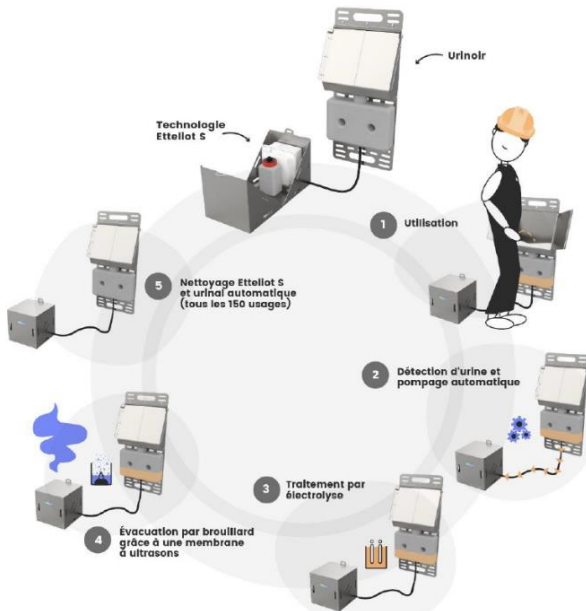 Urinoir
Technologie
Ettellot S
1 Utilisation
2 Détection d'urine et
pompage automatique
3 Traitement par
électrolyse
4 Évacuation par brouillard
grâce à une membrane
à ultrasons
5 Nettoyage Ettellot S
et urinal automatique
(tous les 150 usages)